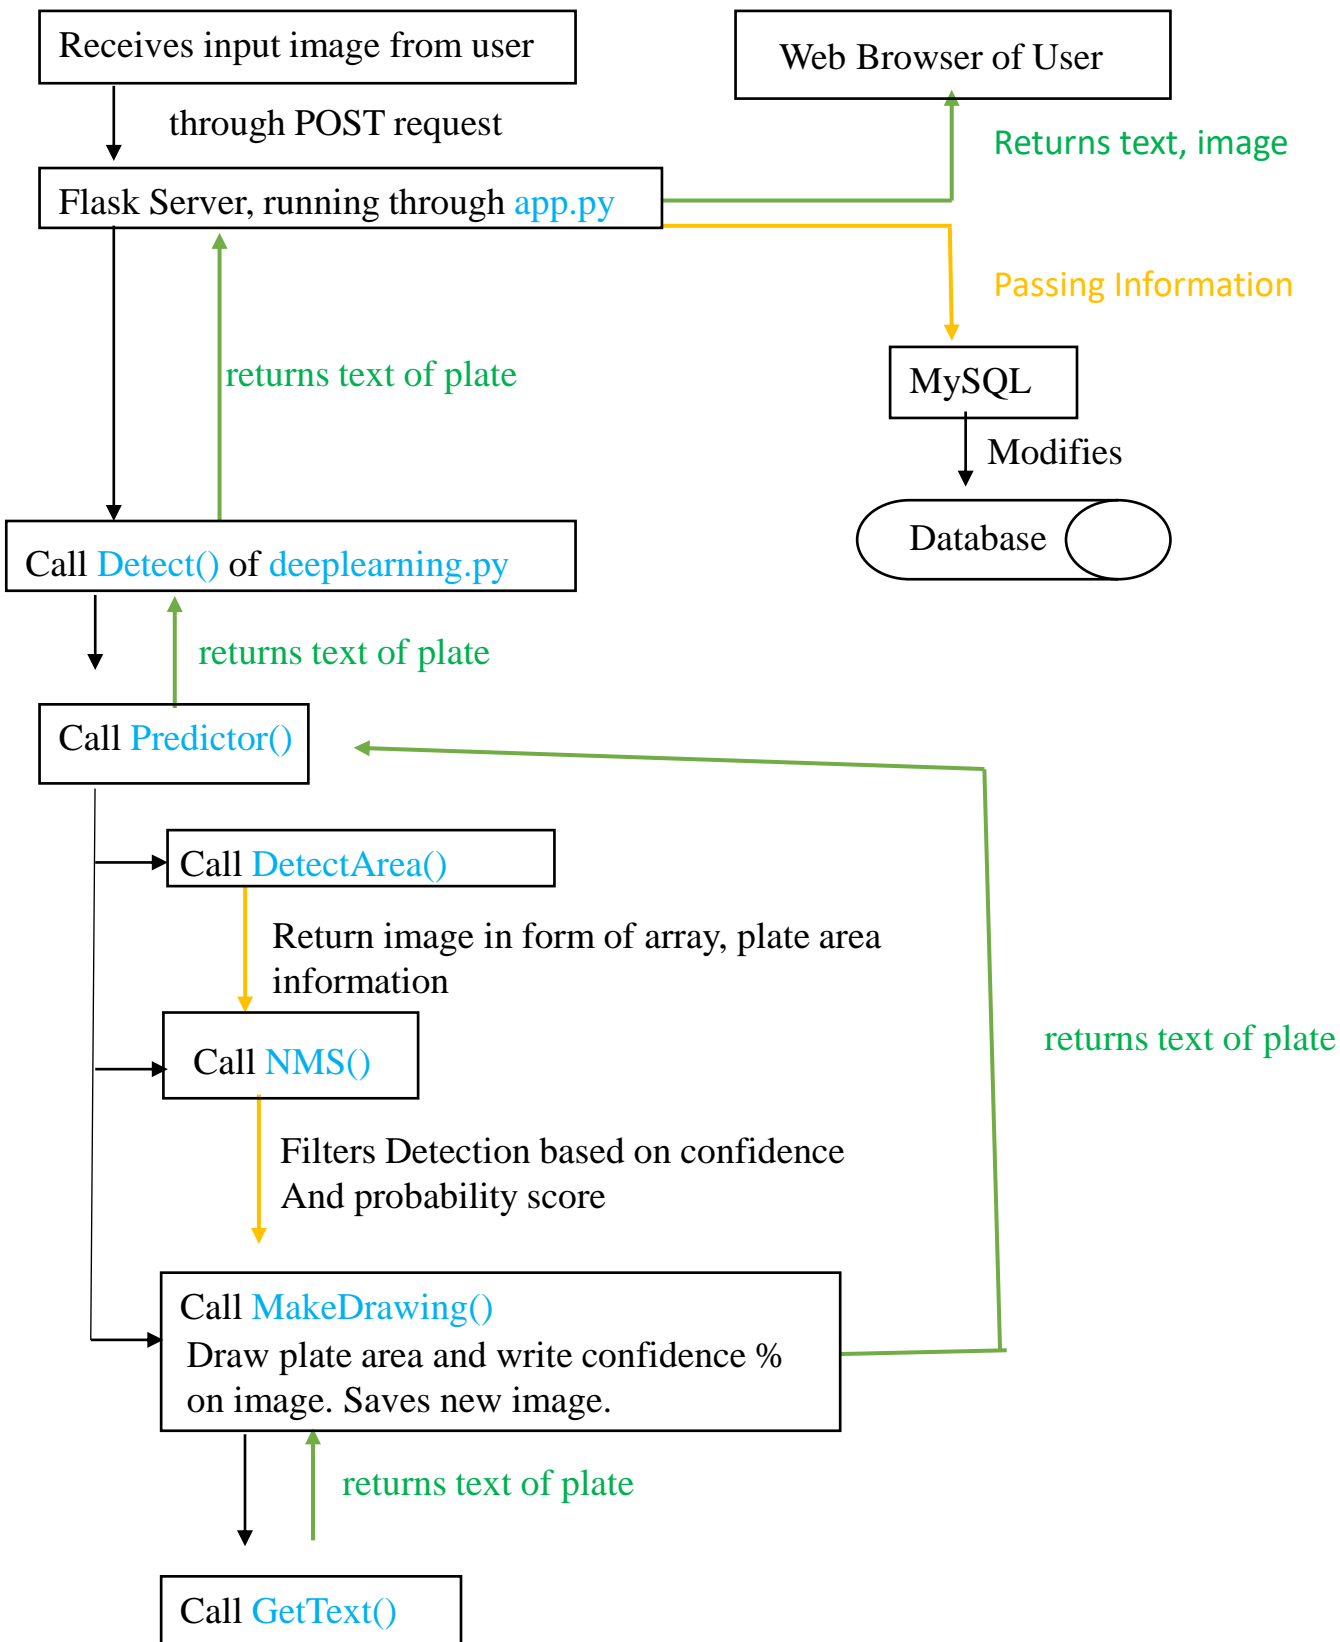 Receives input image from user
Web Browser of User
through POST request
Returns text, image
Flask Server, running through app.py
Passing Information
returns text of plate
MySQL
Modifies
Database
Call Detect() of deeplearning.py
returns text of plate
Call Predictor()
Call DetectArea()
Return image in form of array, plate area
information
returns text of plate
Call NMS()
Filters Detection based on confidence
And probability score
Call MakeDrawing()
Draw plate area and write confidence %
on image. Saves new image.
returns text of plate
Call GetText()